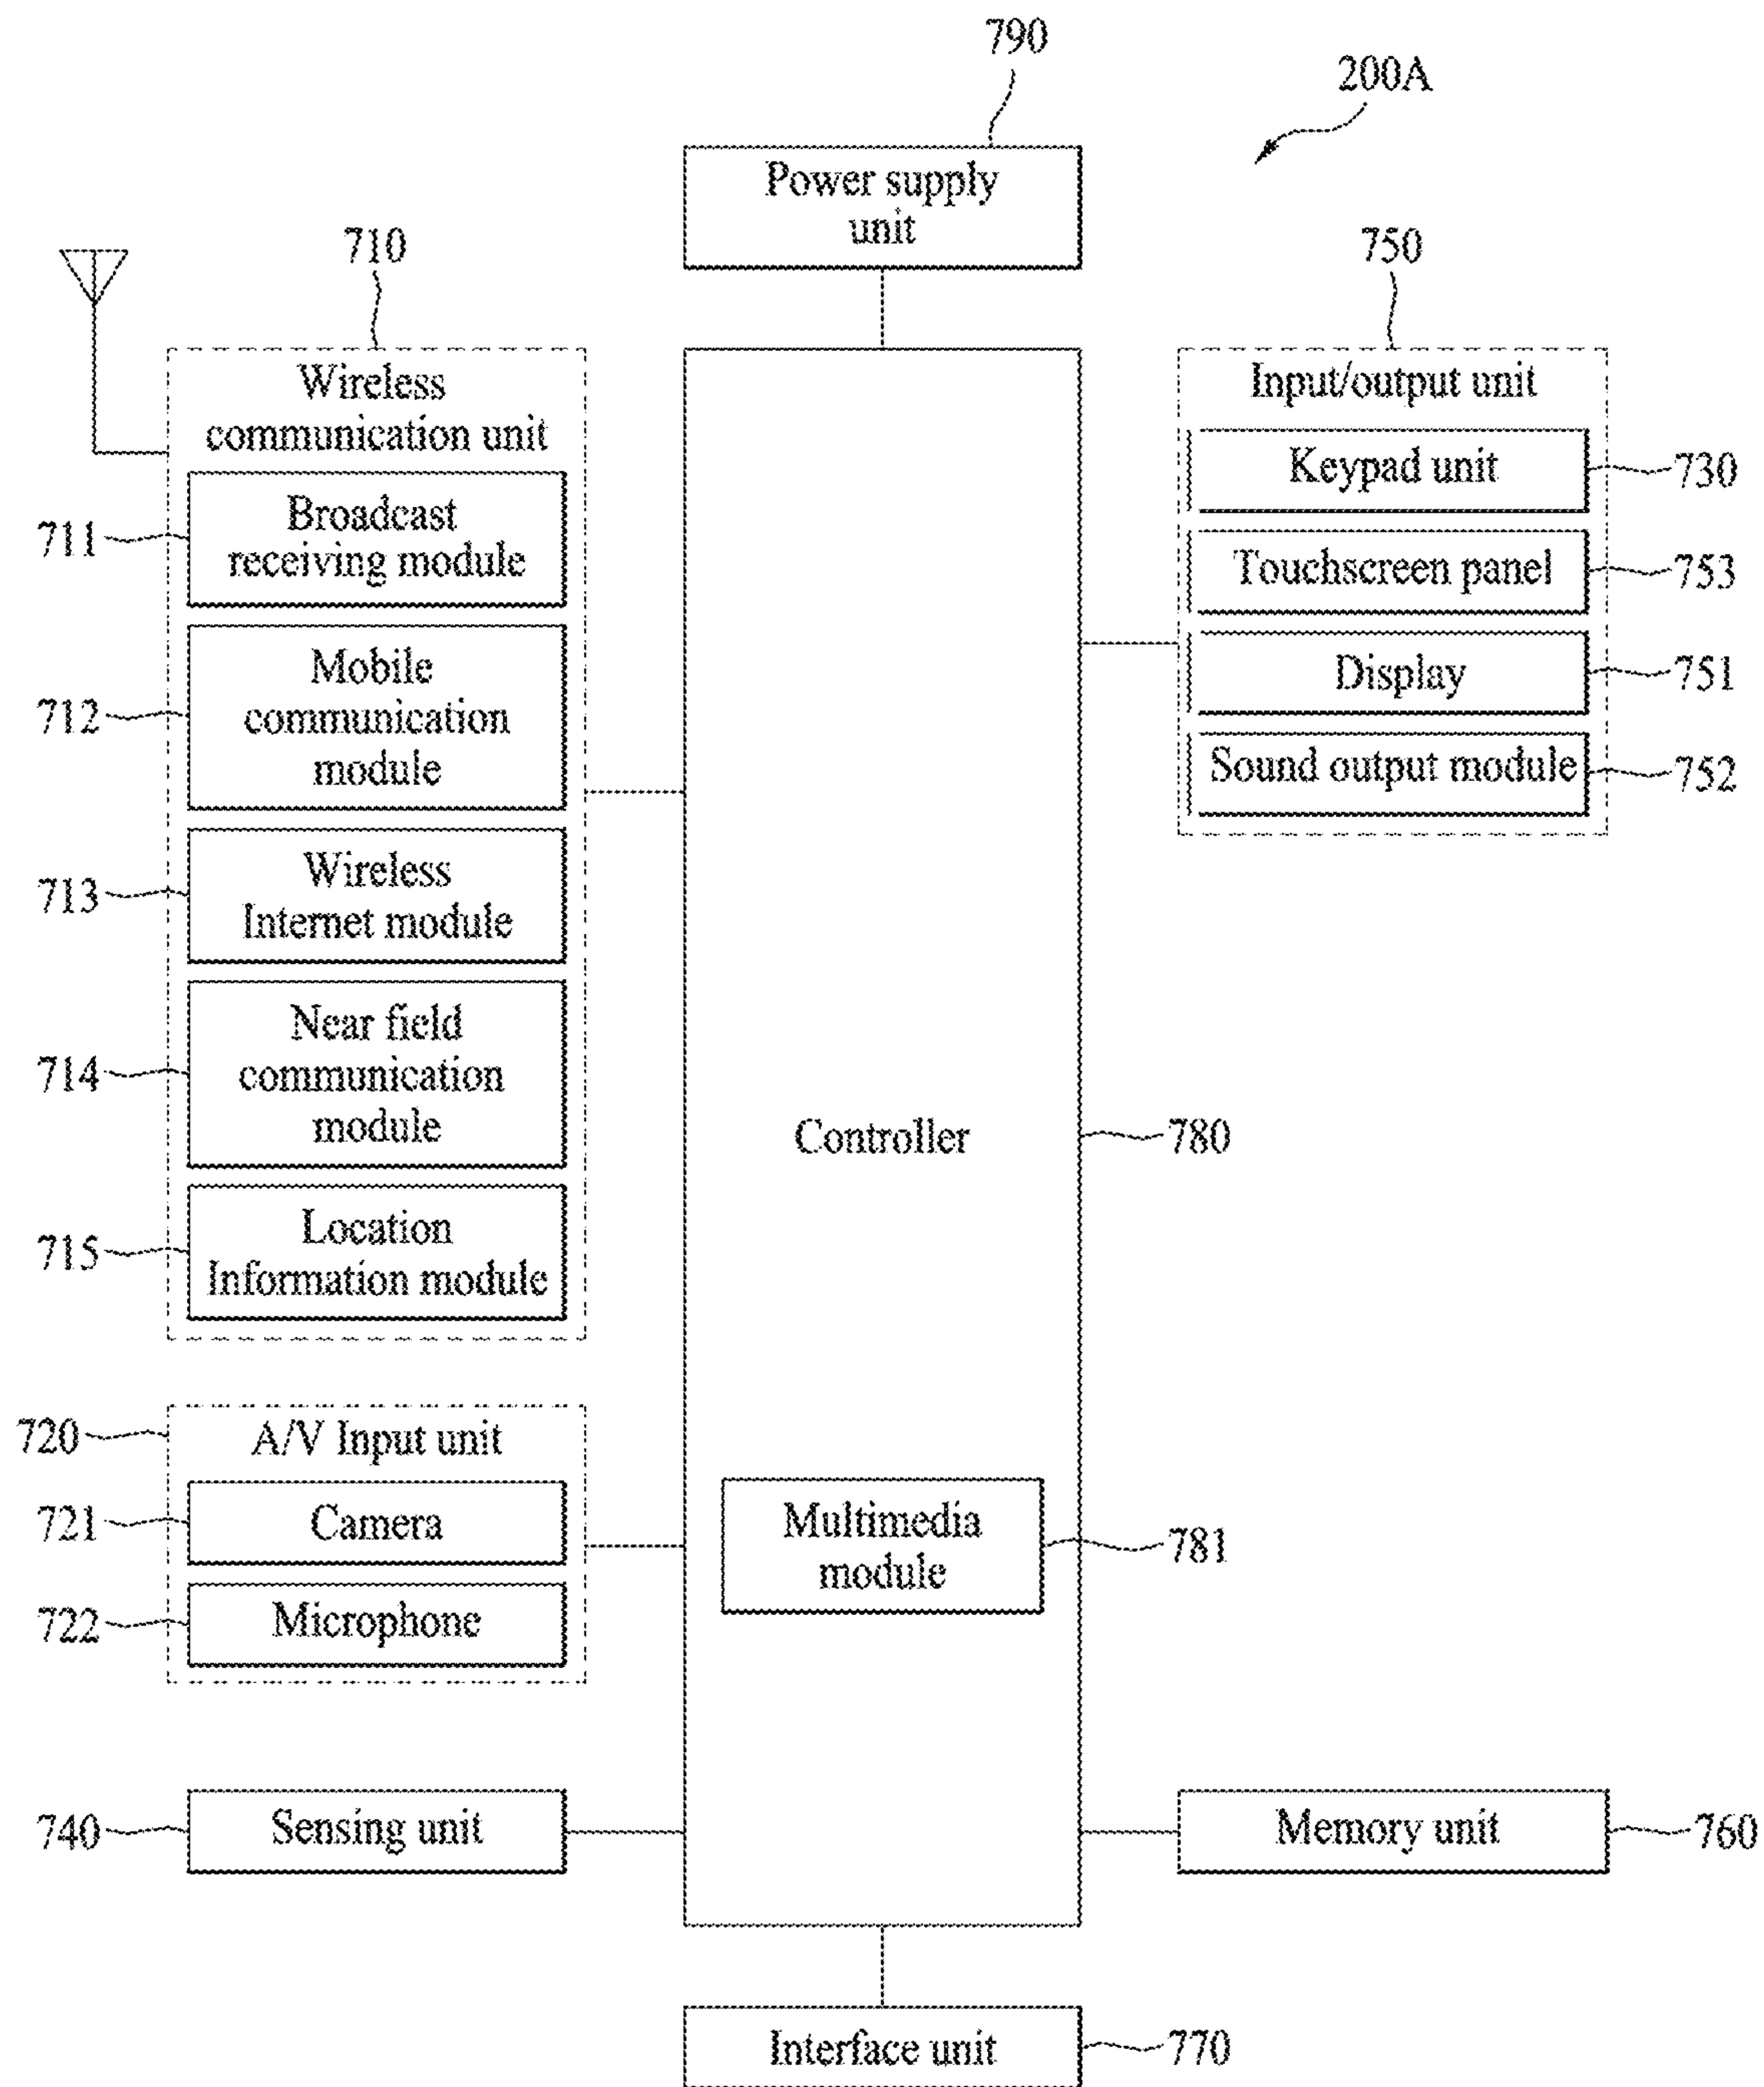 790
200A
Power supply
unit
710
750
Wireless
communication unit
Input/output unit
711
Broadcast
receiving module
Keypad unit
730
Touchscreen panel
753
712
Mobile
communication
module
Display
751
Sound output module
752
713
Wireless
Internet module
714
Near field
communication
module
Controller
780
715
Location
Information module
720
A/V Input unit
721
Camera
Multimedia
module
781
722
Microphone
740
Sensing unit
Memory unit
760
Interface unit
770